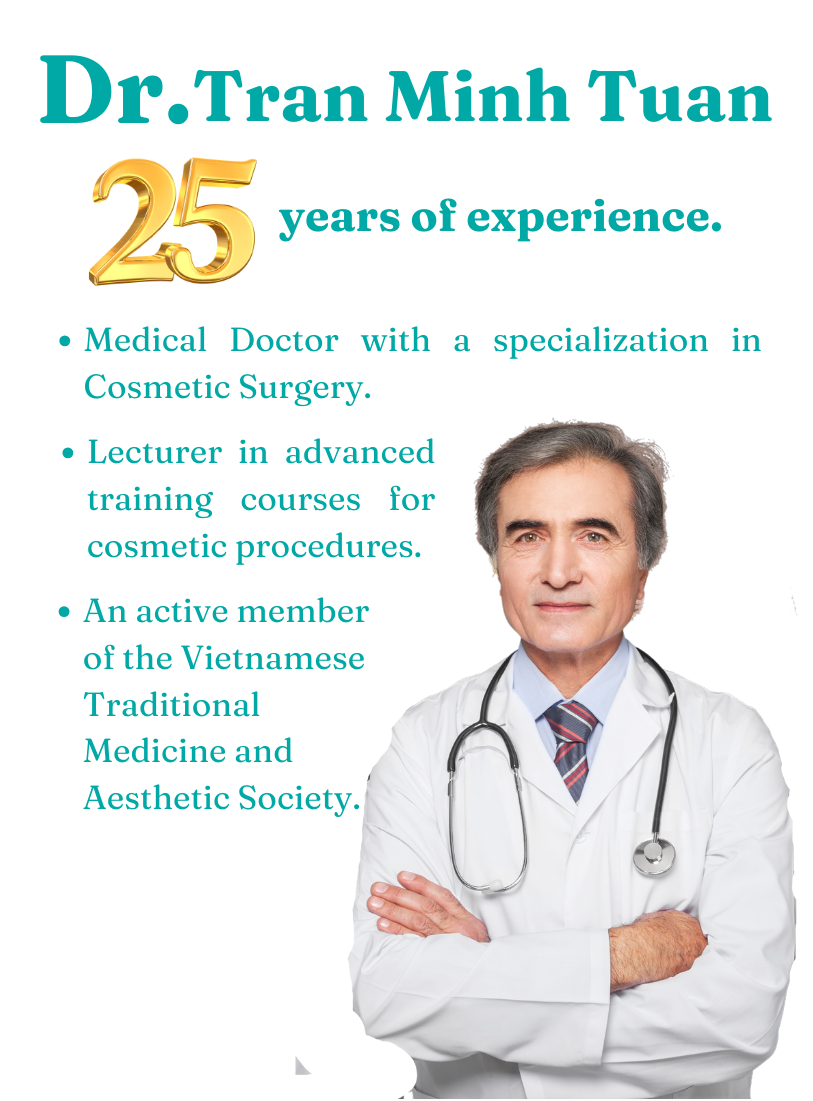 Dr.Tran Minh Tuan
25 years of experience.
• Medical Doctor with a specialization in
Cosmetic Surgery.
• Lecturer in advanced
training courses for
cosmetic procedures.
• An active member
of the Vietnamese
Traditional
Medicine and
Aesthetic Society.